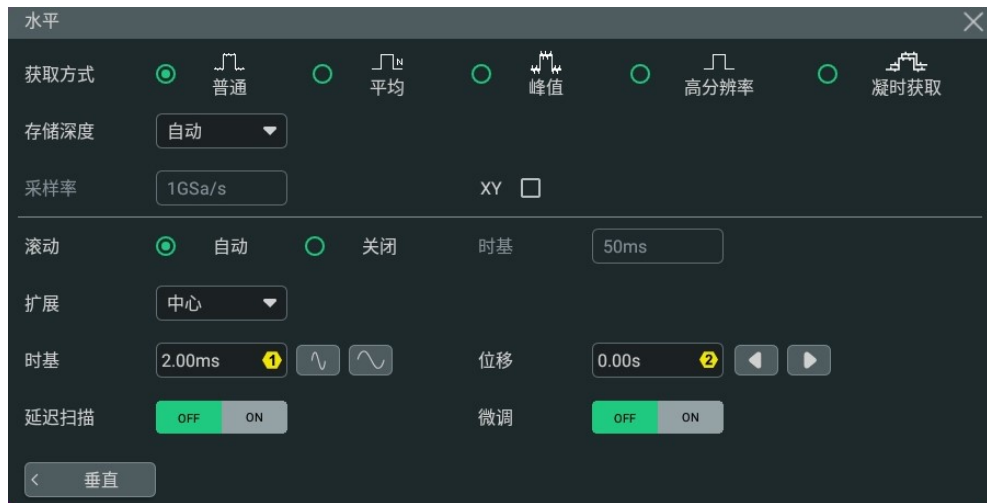 水平
获取方式 普通 平均 N 峰值 高分辨率 凝时获取
存储深度 自动
采样率 1GSa/s XY
滚动 自动 关闭 时基 50ms
扩展 中心
时基 2.00ms 1 位移 0.00s 2
延迟扫描 OFF ON 微调 OFF ON
垂直